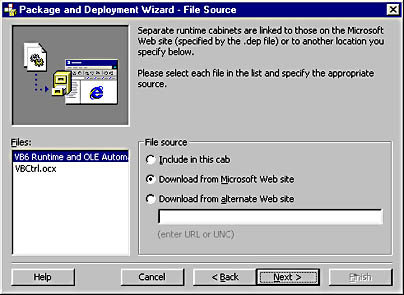 Package and Deployment Wizard - File Source
Separate runtime cabinets are linked to those on the Microsoft
Web site (specified by the .dep file) or to another location you
specify below.
Please select each file in the list and specify the appropriate
source.
Files:
VB6 Runtime and OLE Automa
VBCtrl.ocx
File source
Include in this cab
Download from Microsoft Web site
Download from alternate Web site
(enter URL or UNC)
Help
Cancel
< Back
Next >
Finish